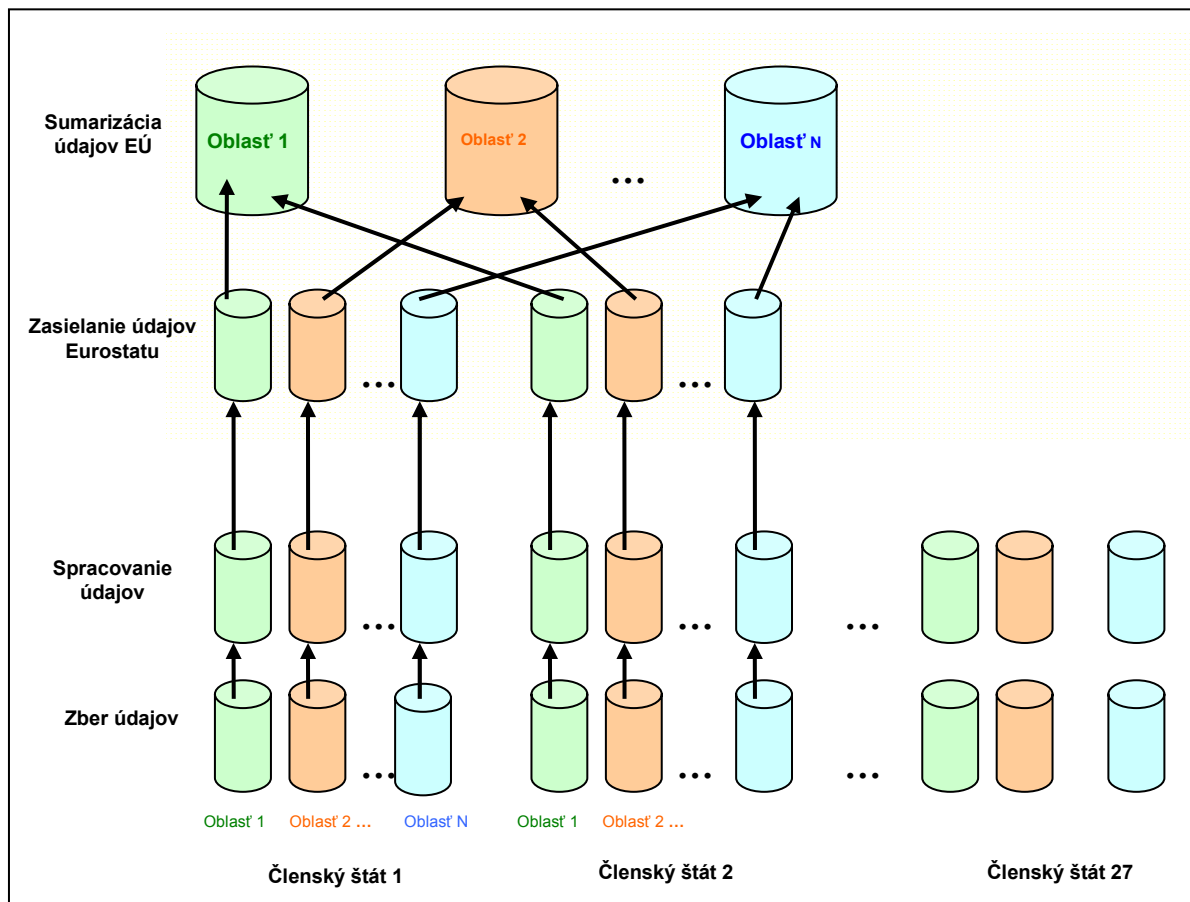 Sumarizácia
údajov EÚ
Oblasť 1
Oblasť 2
Oblasť N
...
Zasielanie údajov
Eurostatu
...
...
Spracovanie
údajov
...
...
...
Zber údajov
...
...
...
Oblasť 1
Oblasť 2 ...
Oblasť N
Oblasť 1
Oblasť 2 ...
Členský štát 1
Členský štát 2
Členský štát 27